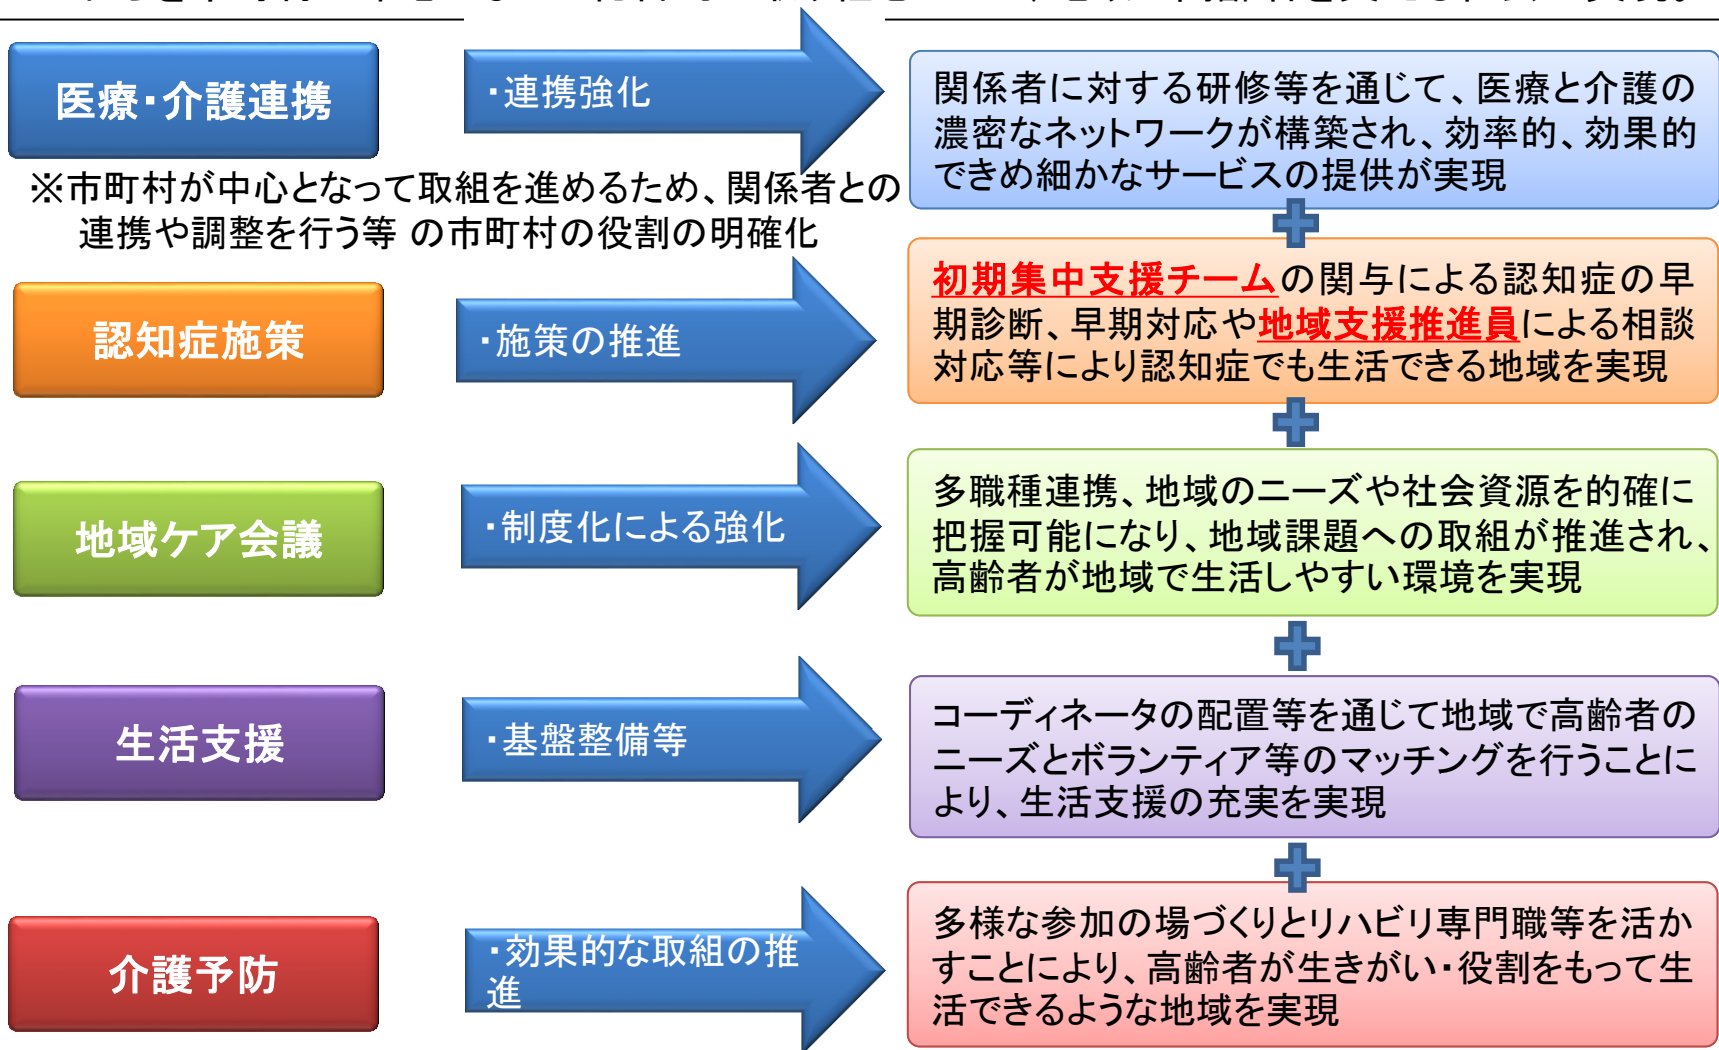 医療・介護連携
・連携強化
関係者に対する研修等を通じて、医療と介護の
濃密なネットワークが構築され、効率的、効果的
できめ細かなサービスの提供が実現
※市町村が中心となって取組を進めるため、関係者との
連携や調整を行う等 の市町村の役割の明確化
認知症施策
・施策の推進
初期集中支援チームの関与による認知症の早
期診断、早期対応や地域支援推進員による相談
対応等により認知症でも生活できる地域を実現
地域ケア会議
・制度化による強化
多職種連携、地域のニーズや社会資源を的確に
把握可能になり、地域課題への取組が推進され、
高齢者が地域で生活しやすい環境を実現
生活支援
・基盤整備等
コーディネータの配置等を通じて地域で高齢者の
ニーズとボランティア等のマッチングを行うことに
より、生活支援の充実を実現
介護予防
・効果的な取組の推
進
多様な参加の場づくりとリハビリ専門職等を活か
すことにより、高齢者が生きがい・役割をもって生
活できるような地域を実現